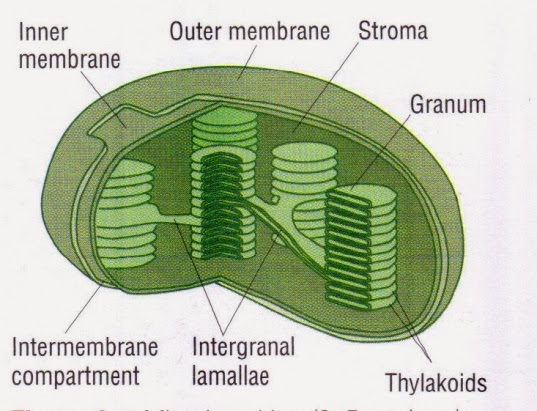 Inner
membrane
Outer membrane
Stroma
Granum
Intermembrane
compartment
Intergranal
lamallae
Thylakoids